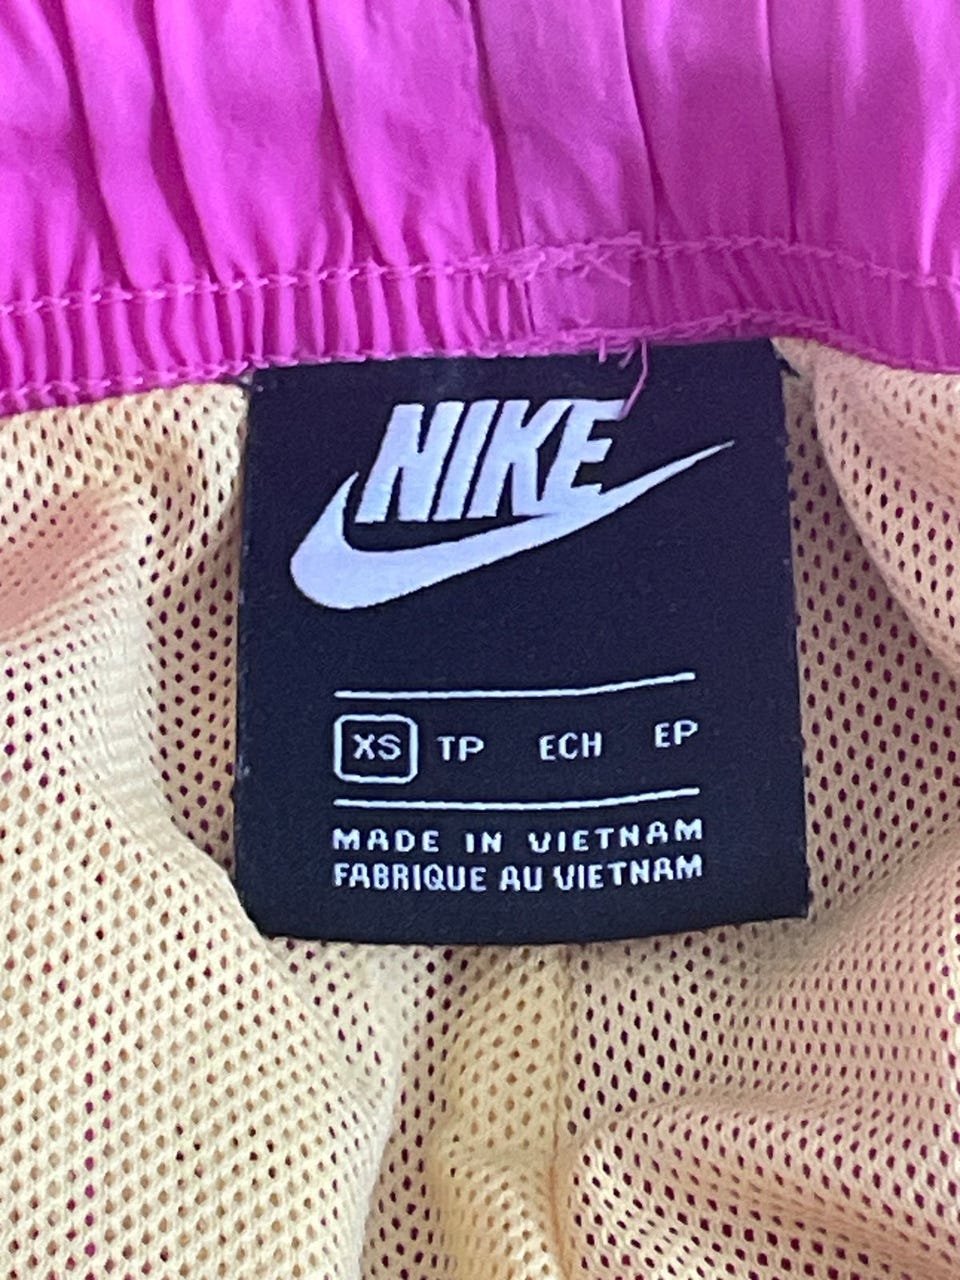 NIKE
XS TP ECH EP
MADE IN VIETNAM
FABRIQUE AU VIETNAM